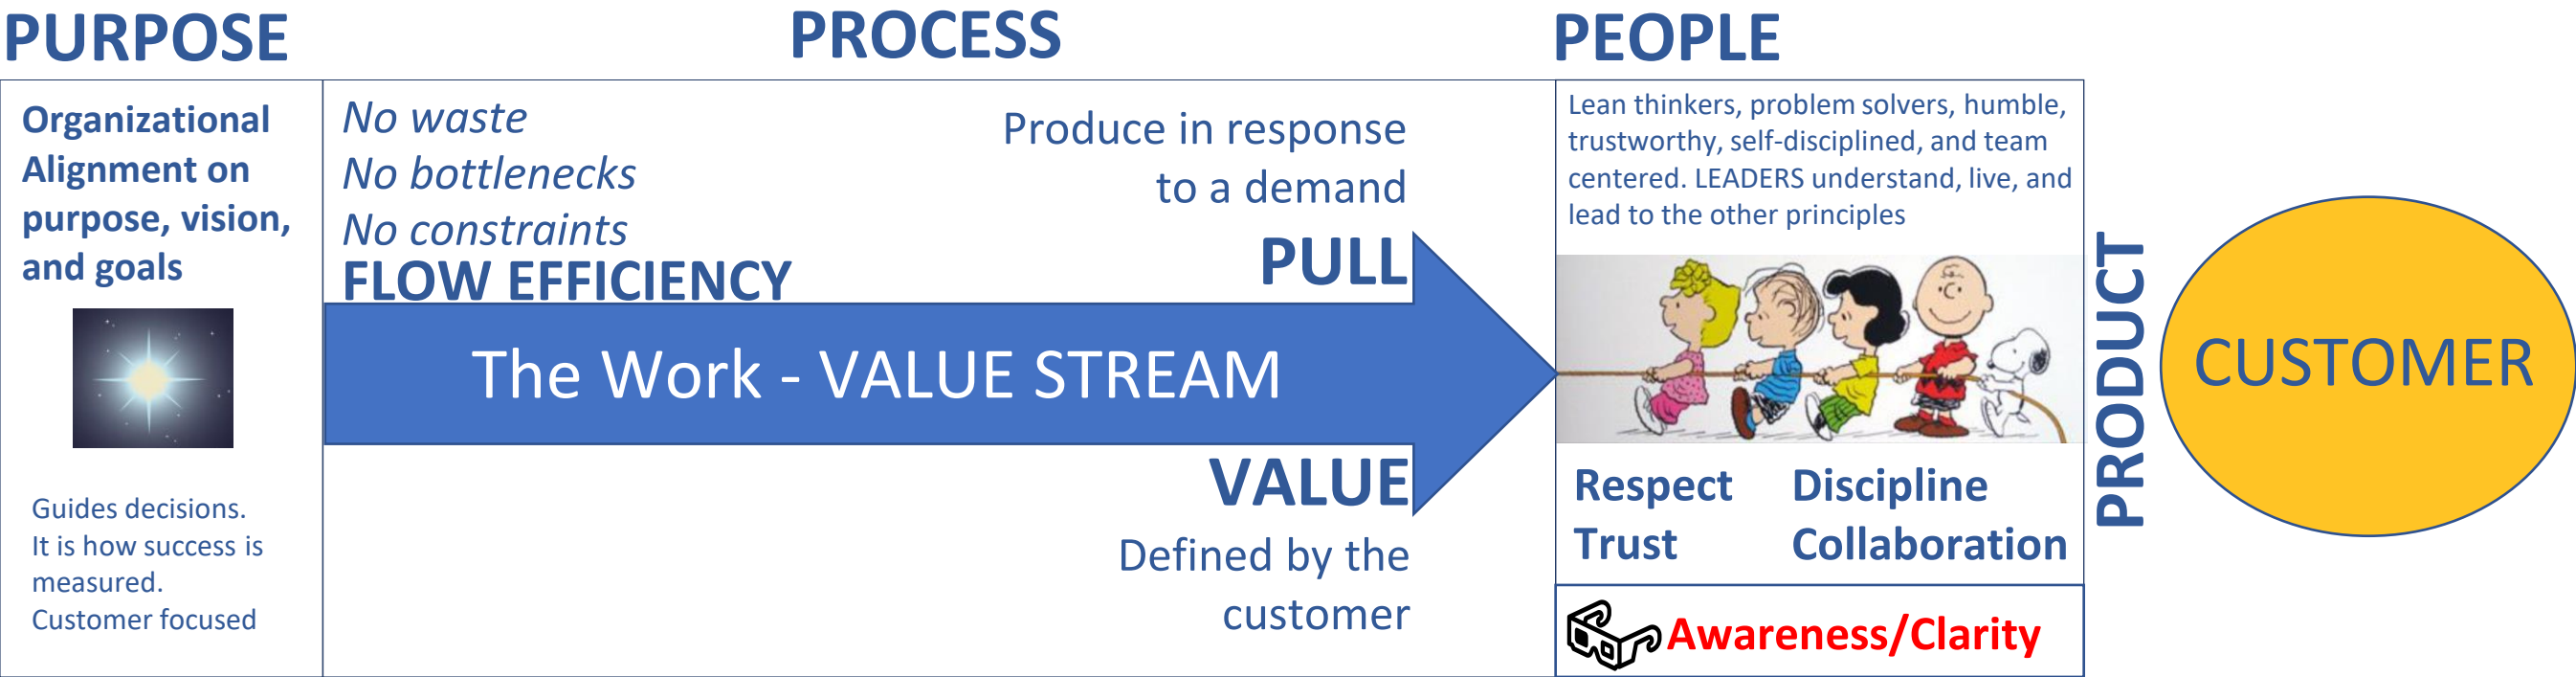 PURPOSE
Organizational
Alignment on
purpose, vision,
and goals
Guides decisions.
It is how success is
measured.
Customer focused
PROCESS
No waste
No bottlenecks
No constraints
FLOW EFFICIENCY
Produce in response
to a demand
PULL
The Work - VALUE STREAM
VALUE
Defined by the
customer
PEOPLE
Lean thinkers, problem solvers, humble,
trustworthy, self-disciplined, and team
centered. LEADERS understand, live, and
lead to the other principles
Respect Discipline
Trust Collaboration
Awareness/Clarity
PRODUCT
CUSTOMER